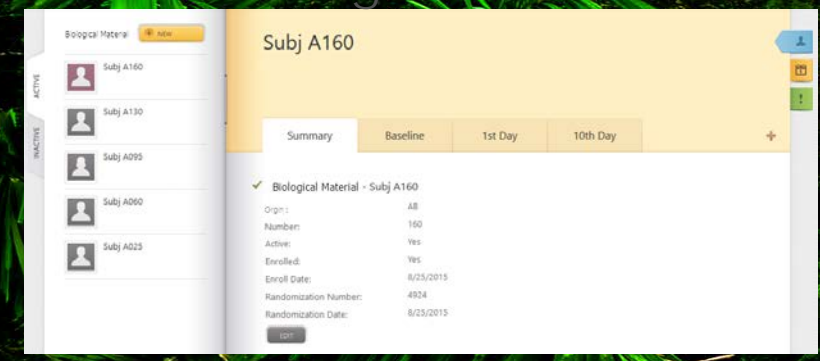 Biological Material NEW
ACTIVE
INACTIVE
Subj A160
Subj A130
Subj A095
Subj A060
Subj A025
Subj A160
Summary Baseline 1st Day 10th Day +
Biological Material - Subj A160
Orgn : AB
Number: 160
Active: Yes
Enrolled: Yes
Enroll Date: 8/25/2015
Randomization Number: 4924
Randomization Date: 8/25/2015
EDIT